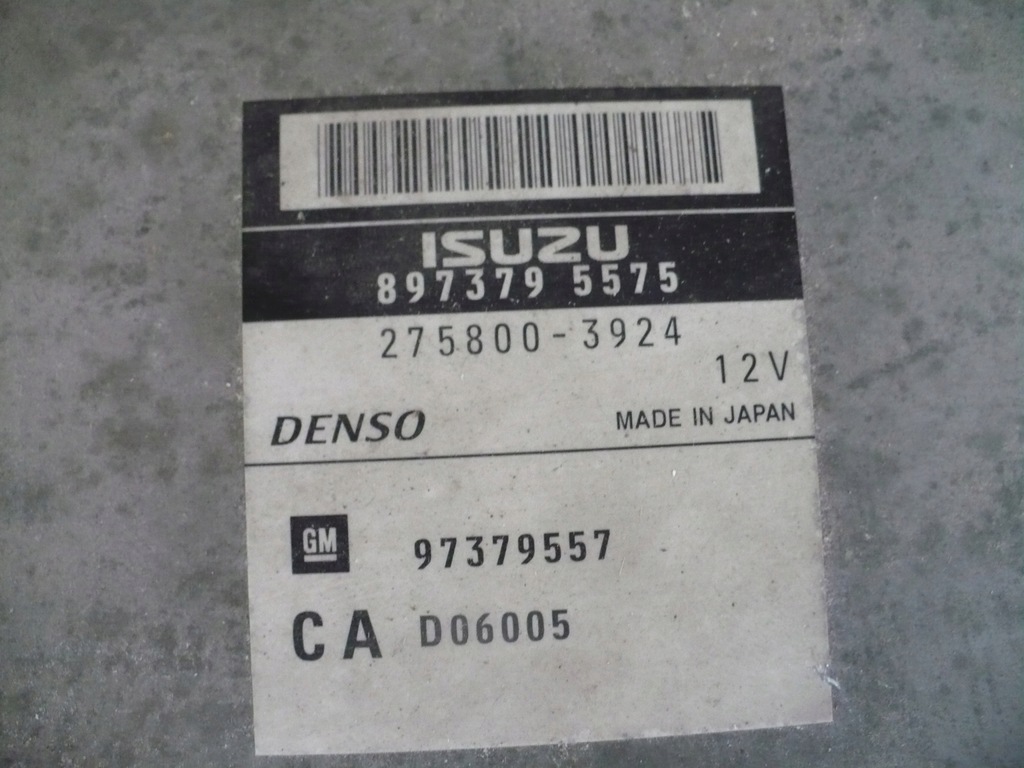 ISUZU
897379 5575
275800-3924
12V
DENSO MADE IN JAPAN
GM 97379557
CA D06005